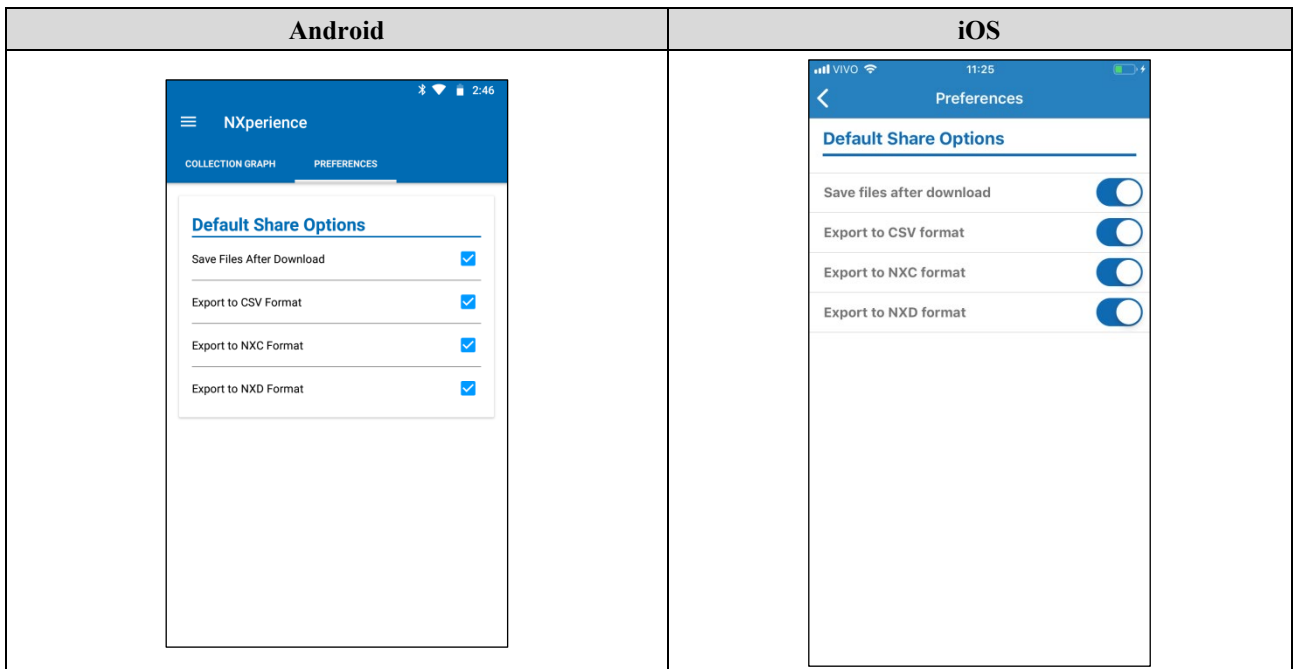 Android
iOS
2:46
NXperience
COLLECTION GRAPH PREFERENCES
Default Share Options
Save Files After Download
Export to CSV Format
Export to NXC Format
Export to NXD Format
VIVO 11:25
Preferences
Default Share Options
Save files after download
Export to CSV format
Export to NXC format
Export to NXD format